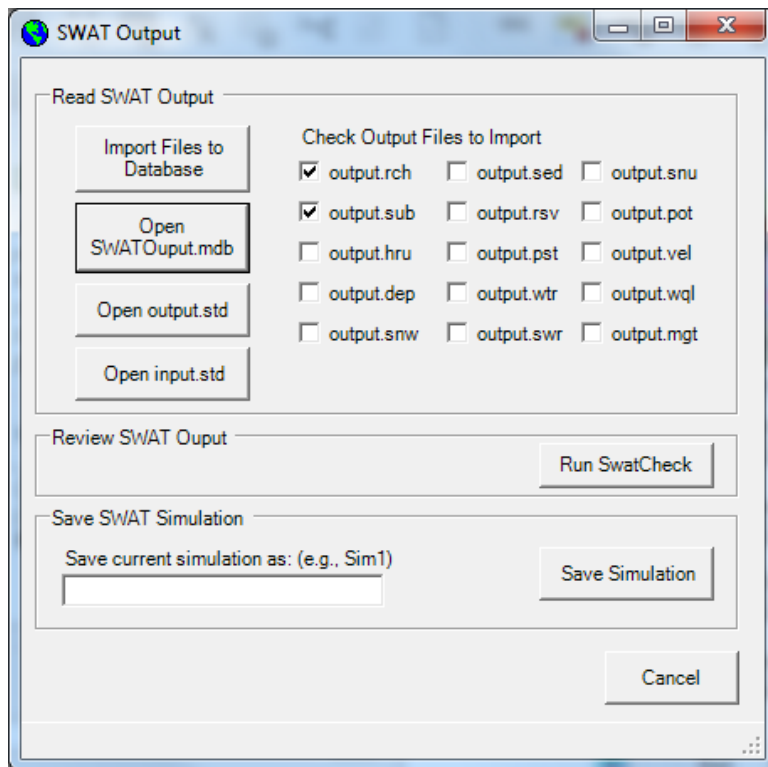 SWAT Output
Read SWAT Output
Import Files to
Database
Open
SWATOuput.mdb
Open output.std
Open input.std
Check Output Files to Import
output.rch output.sed output.snu
output.sub output.rsv output.pot
output.hru output.pst output.vel
output.dep output.wtr output.wql
output.snw output.swr output.mgt
Review SWAT Ouput
Run SwatCheck
Save SWAT Simulation
Save current simulation as: (e.g., Sim1)
Save Simulation
Cancel